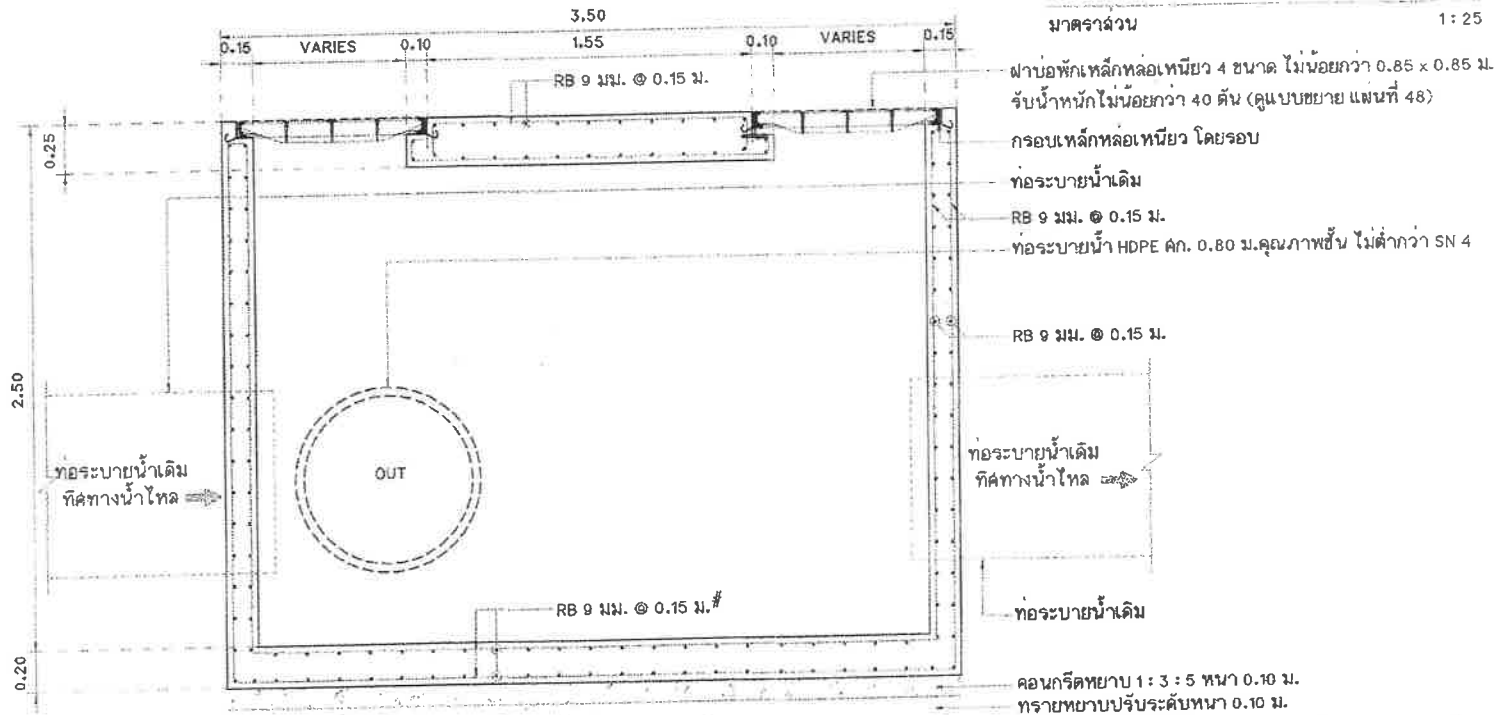 3.50
มาตราส่วน 1:25
0.15 VARIES 0.10 1.55 0.10 VARIES 0.15
RB 9 มม. @ 0.15 ม.
ฝาบ่อพักเหล็กหล่อเหนียว 4 ขนาด ไม่น้อยกว่า 0.85 x 0.85 ม.
รับน้ำหนักไม่น้อยกว่า 40 ตัน (ดูแบบขยาย แผ่นที่ 48)
0.25
กรอบเหล็กหล่อเหนียว โดยรอบ
ท่อระบายน้ำเดิม
RB 9 มม. @ 0.15 ม.
ท่อระบายน้ำ HDPE ศก. 0.80 ม.คุณภาพชั้น ไม่ต่ำกว่า SN 4
RB 9 มม. @ 0.15 ม.
2.50
ท่อระบายน้ำเดิม
ทิศทางน้ำไหล
OUT
ท่อระบายน้ำเดิม
ทิศทางน้ำไหล
RB 9 มม. @ 0.15 ม.#
ท่อระบายน้ำเดิม
0.20
คอนกรีตหยาบ 1 : 3 : 5 หนา 0.10 ม.
ทรายหยาบปรับระดับหนา 0.10 ม.